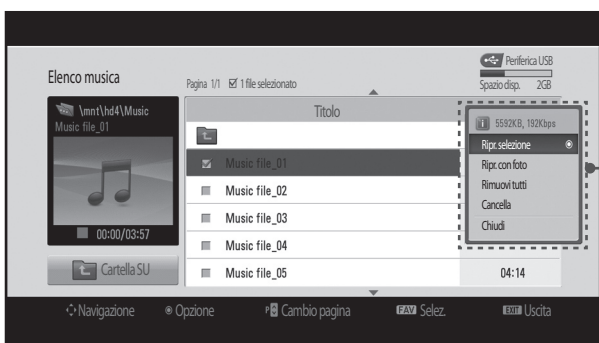 Periferica USB
Elenco musica
Pagina 1/1 1 file selezionato
Spazio disp. 2GB
\mnt\hd4\Music
Music file_01
00:00/03:57
Cartella SU
Titolo
Music file_01
Music file_02
Music file_03
Music file_04
Music file_05
04:14
5592KB, 192Kbps
Ripr. selezione
Ripr. con foto
Rimuovi tutti
Cancella
Chiudi
Navigazione
Opzione
P Cambio pagina
FAV Selez.
EXIT Uscita